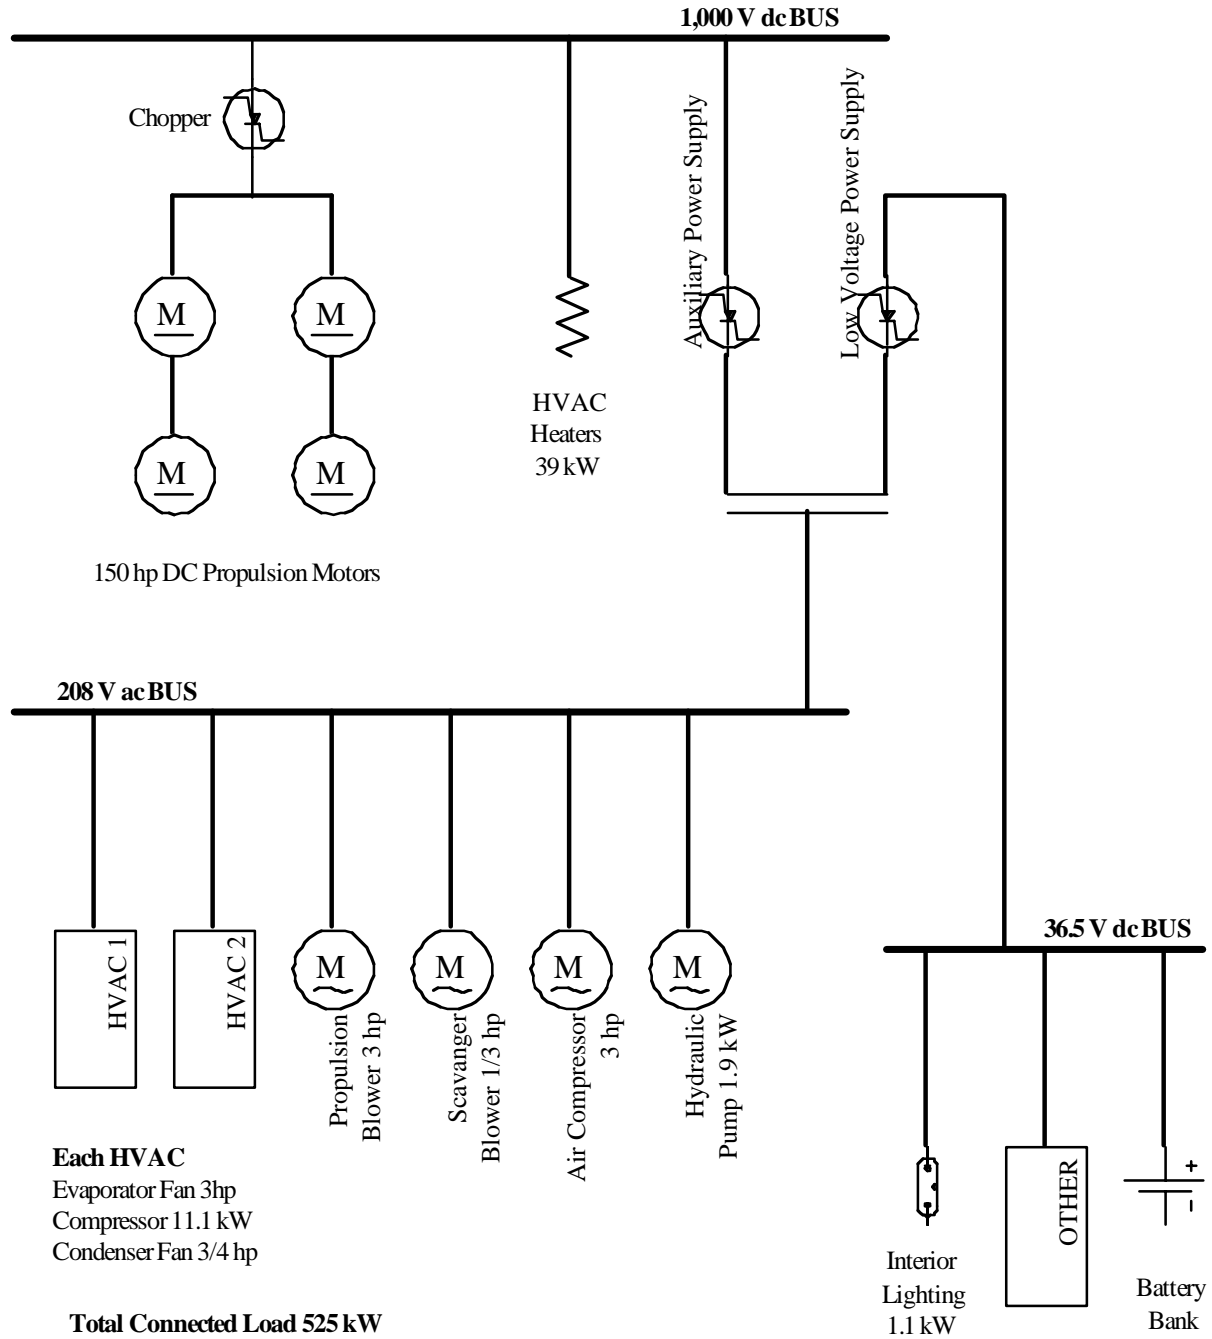 1,000 V dc BUS
Chopper
Auxiliary Power Supply
Low Voltage Power Supply
M
M
HVAC
Heaters
39 kW
M
M
150 hp DC Propulsion Motors
208 V ac BUS
36.5 V dc BUS
HVAC 1
HVAC 2
M
Propulsion
Blower 3 hp
M
Scavanger
Blower 1/3 hp
M
Air Compressor
3 hp
M
Hydraulic
Pump 1.9 kW
Each HVAC
Evaporator Fan 3hp
Compressor 11.1 kW
Condenser Fan 3/4 hp
Total Connected Load 525 kW
Interior
Lighting
1.1 kW
OTHER
+
-
Battery
Bank